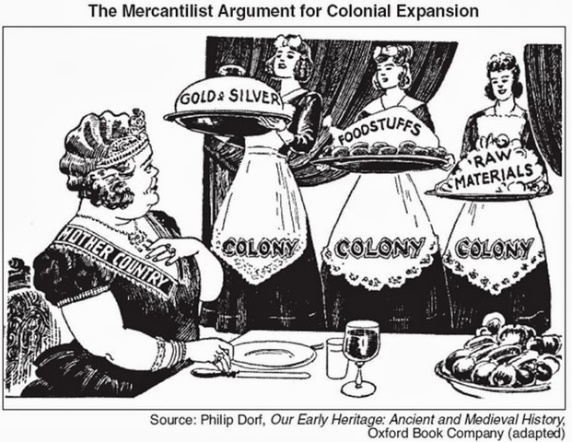 The Mercantilist Argument for Colonial Expansion
GOLD & SILVER
FOODSTUFFS
RAW
MATERIALS
MOTHER COUNTRY
COLONY
COLONY
COLONY
Source: Philip Dorf, Our Early Heritage: Ancient and Medieval History,
Oxford Book Company (adapted)